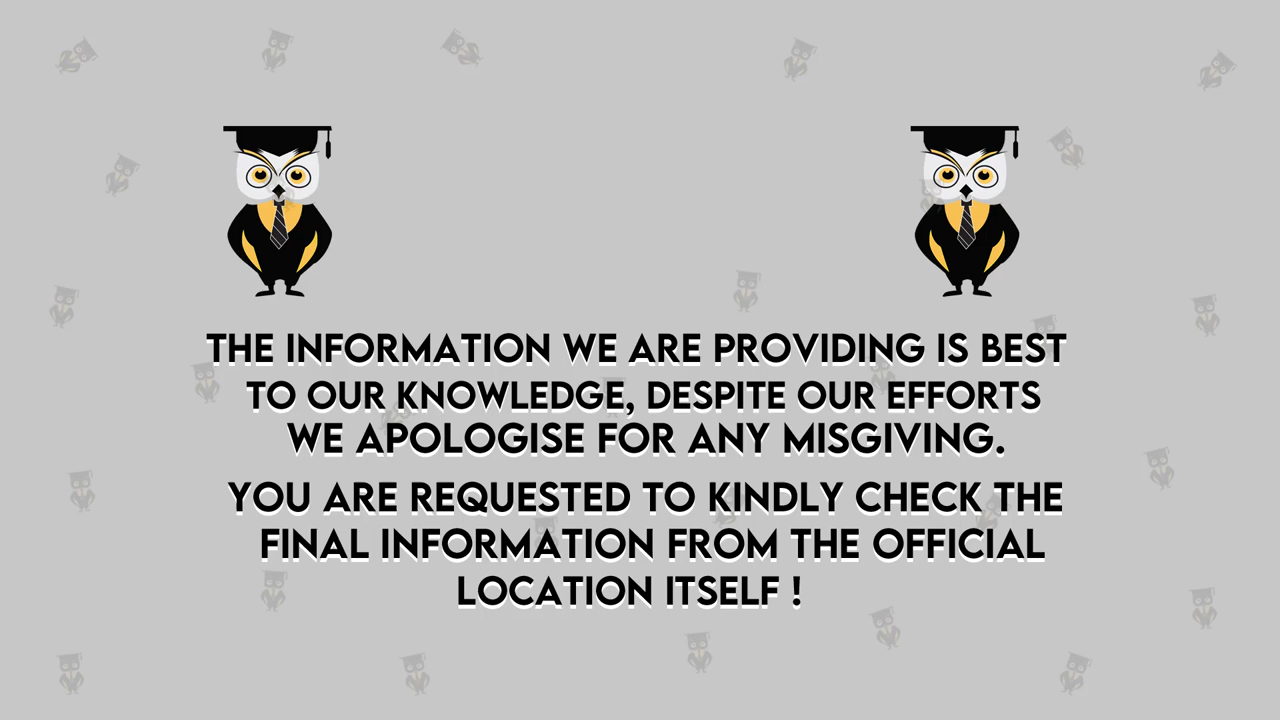 THE INFORMATION WE ARE PROVIDING IS BEST
TO OUR KNOWLEDGE, DESPITE OUR EFFORTS
WE APOLOGISE FOR ANY MISGIVING.
YOU ARE REQUESTED TO KINDLY CHECK THE
FINAL INFORMATION FROM THE OFFICIAL
LOCATION ITSELF !